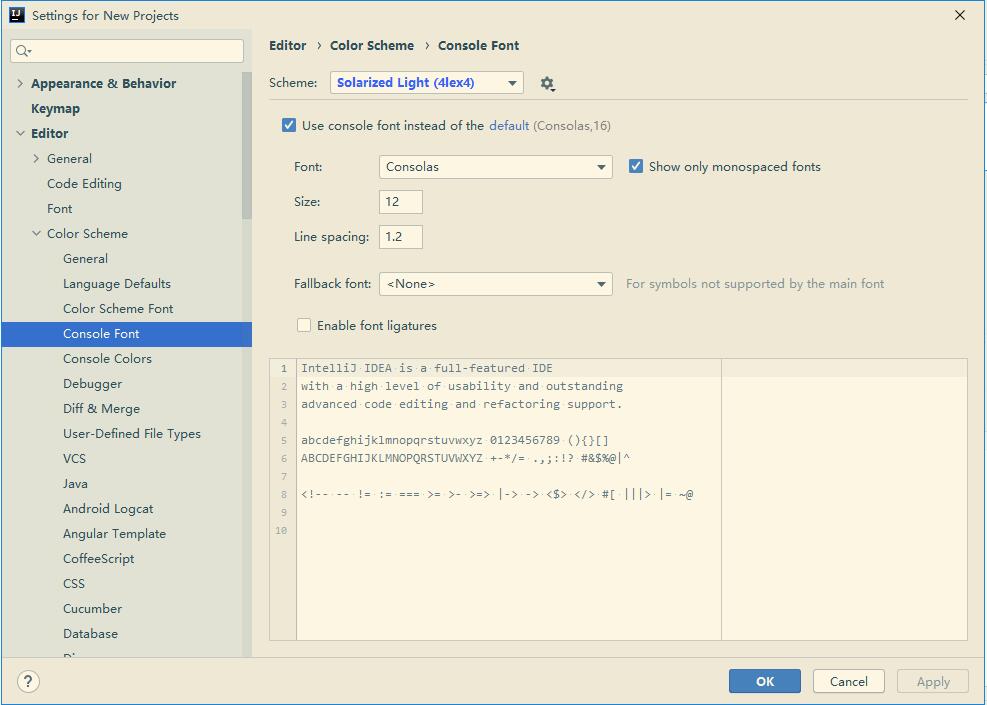 IJ Settings for New Projects
Appearance & Behavior
Keymap
Editor
General
Code Editing
Font
Color Scheme
General
Language Defaults
Color Scheme Font
Console Font
Console Colors
Debugger
Diff & Merge
User-Defined File Types
VCS
Java
Android Logcat
Angular Template
CoffeeScript
CSS
Cucumber
Database
Editor › Color Scheme › Console Font
Scheme: Solarized Light (4lex4)
Use console font instead of the default (Consolas,16)
Font: Consolas Show only monospaced fonts
Size: 12
Line spacing: 1.2
Fallback font: <None> For symbols not supported by the main font
Enable font ligatures
1 IntelliJ IDEA is a full-featured IDE
2 with a high level of usability and outstanding
3 advanced code editing and refactoring support.
4
5 abcdefghijklmnopqrstuvwxyz 0123456789 (){}[]
6 ABCDEFGHIJKLMNOPQRSTUVWXYZ +-*/= .,;:!? #&$%@|^
7
8 <!-- -- != := === >= >- >=> |-> -> <$> </> #[ |||> |= ~@
9
10
? OK Cancel Apply